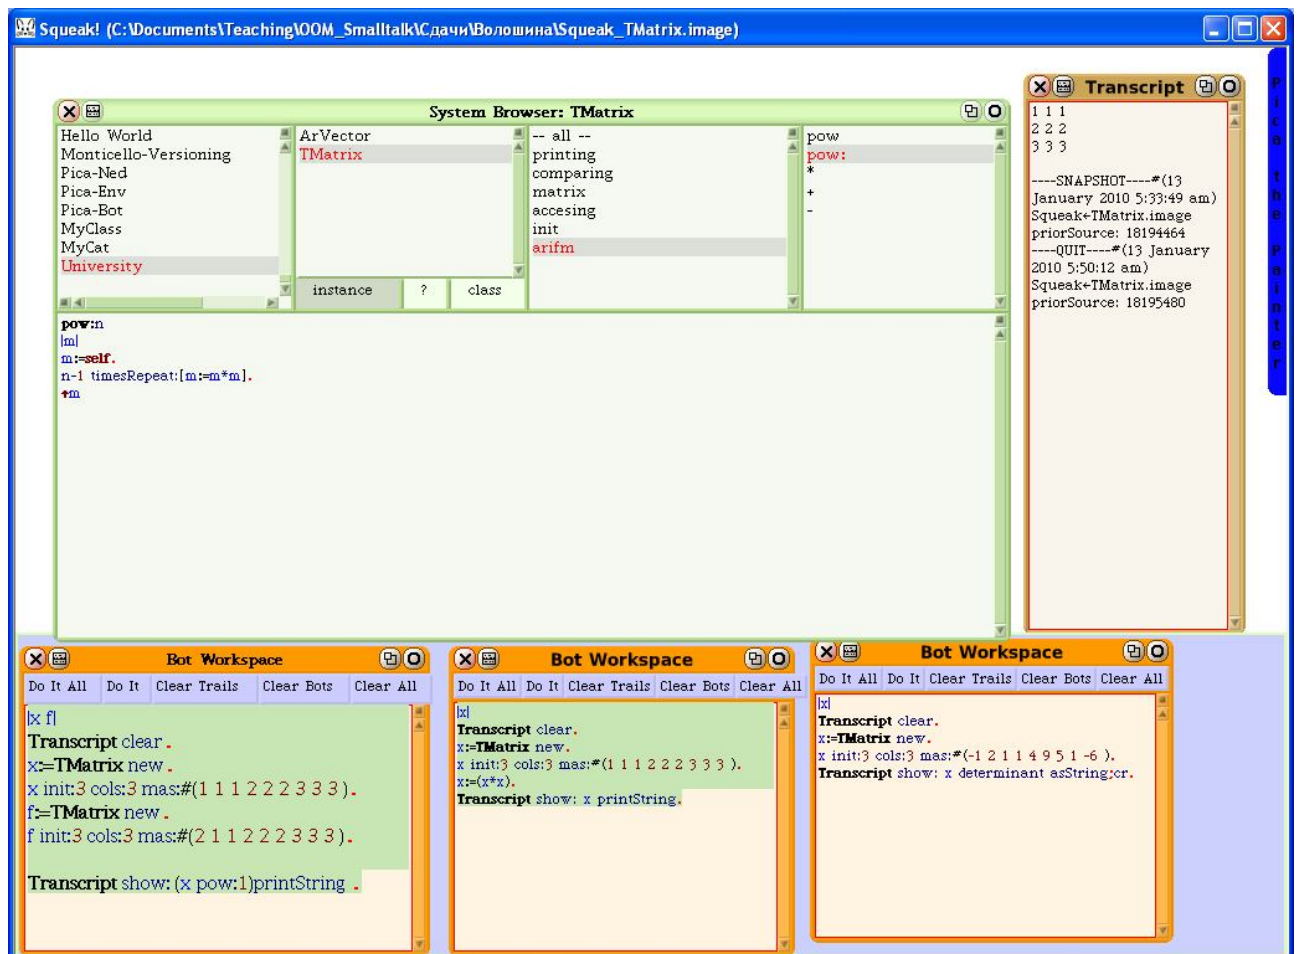 Squeak! (C:\Documents\Teaching\OOM_Smalltalk\Сдачи\Волошина\Squeak_TMatrix.image)
System Browser: TMatrix
Hello World
Monticello-Versioning
Pica-Ned
Pica-Env
Pica-Bot
MyClass
MyCat
University
ArVector
TMatrix
instance ? class
-- all --
printing
comparing
matrix
accesing
init
arifm
pow
pow:
*
+
-
pow:n
|m|
m:=self.
n-1 timesRepeat:[m:=m*m].
↑m
Transcript
1 1 1
2 2 2
3 3 3
----SNAPSHOT----#(13
January 2010 5:33:49 am)
Squeak←TMatrix.image
priorSource: 18194464
----QUIT----#(13 January
2010 5:50:12 am)
Squeak←TMatrix.image
priorSource: 18195480
Pica the Painter
Bot Workspace
Do It All Do It Clear Trails Clear Bots Clear All
|x f|
Transcript clear .
x:=TMatrix new .
x init:3 cols:3 mas:#(1 1 1 2 2 2 3 3 3).
f:=TMatrix new .
f init:3 cols:3 mas:#(2 1 1 2 2 2 3 3 3).
Transcript show: (x pow:1)printString .
Bot Workspace
Do It All Do It Clear Trails Clear Bots Clear All
|x|
Transcript clear.
x:=TMatrix new.
x init:3 cols:3 mas:#(1 1 1 2 2 2 3 3 3 ).
x:=(x*x).
Transcript show: x printString.
Bot Workspace
Do It All Do It Clear Trails Clear Bots Clear All
|x|
Transcript clear.
x:=TMatrix new.
x init:3 cols:3 mas:#(-1 2 1 1 4 9 5 1 -6 ).
Transcript show: x determinant asString;cr.